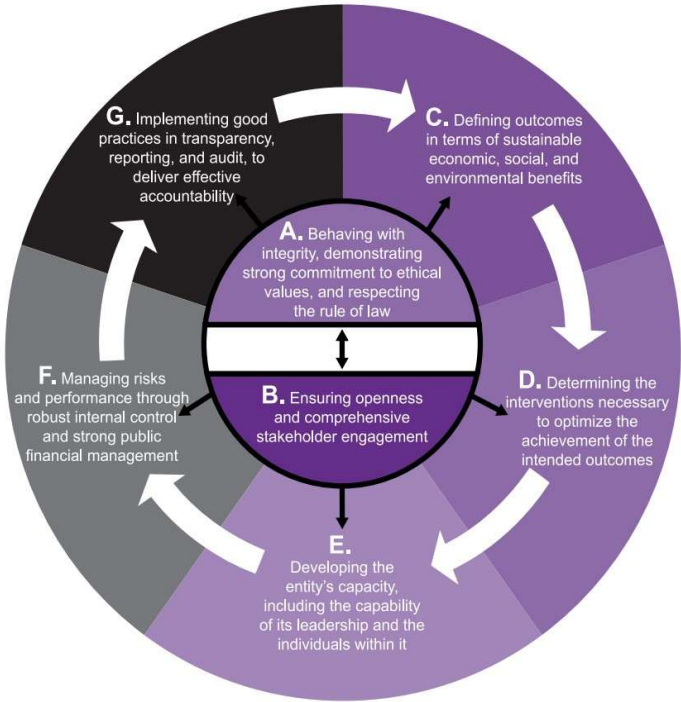 A. Behaving with
integrity, demonstrating
strong commitment to ethical
values, and respecting
the rule of law
B. Ensuring openness
and comprehensive
stakeholder engagement
C. Defining outcomes
in terms of sustainable
economic, social, and
environmental benefits
D. Determining the
interventions necessary
to optimize the
achievement of the
intended outcomes
E.
Developing the
entity's capacity,
including the capability
of its leadership and the
individuals within it
F. Managing risks
and performance through
robust internal control
and strong public
financial management
G. Implementing good
practices in transparency,
reporting, and audit, to
deliver effective
accountability